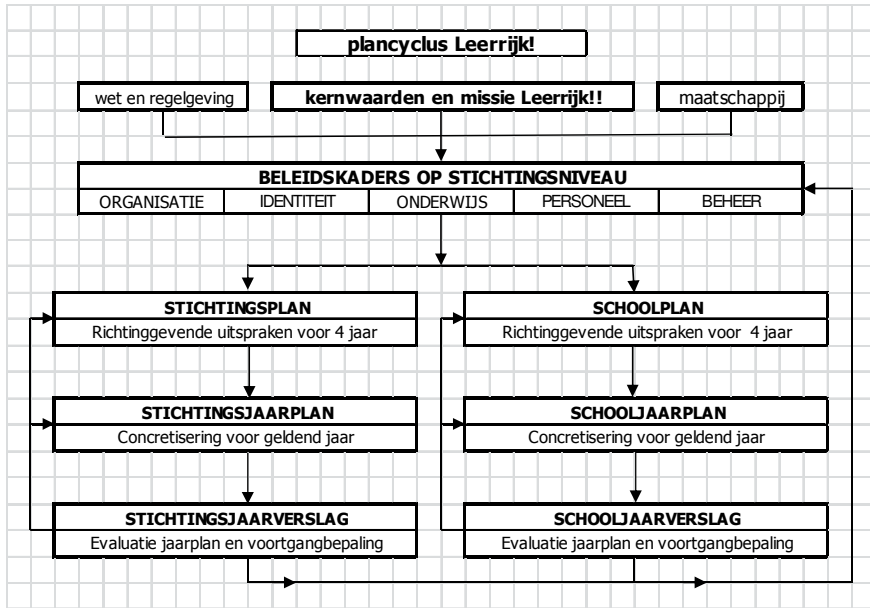 plancyclus Leerrijk!
wet en regelgeving
kernwaarden en missie Leerrijk!!
maatschappij
BELEIDSKADERS OP STICHTINGSNIVEAU
ORGANISATIE
IDENTITEIT
ONDERWIJS
PERSONEEL
BEHEER
STICHTINGSPLAN
Richtinggevende uitspraken voor 4 jaar
SCHOOLPLAN
Richtinggevende uitspraken voor 4 jaar
STICHTINGSJAARPLAN
Concretisering voor geldend jaar
SCHOOLJAARPLAN
Concretisering voor geldend jaar
STICHTINGSJAARVERSLAG
Evaluatie jaarplan en voortgangbepaling
SCHOOLJAARVERSLAG
Evaluatie jaarplan en voortgangbepaling